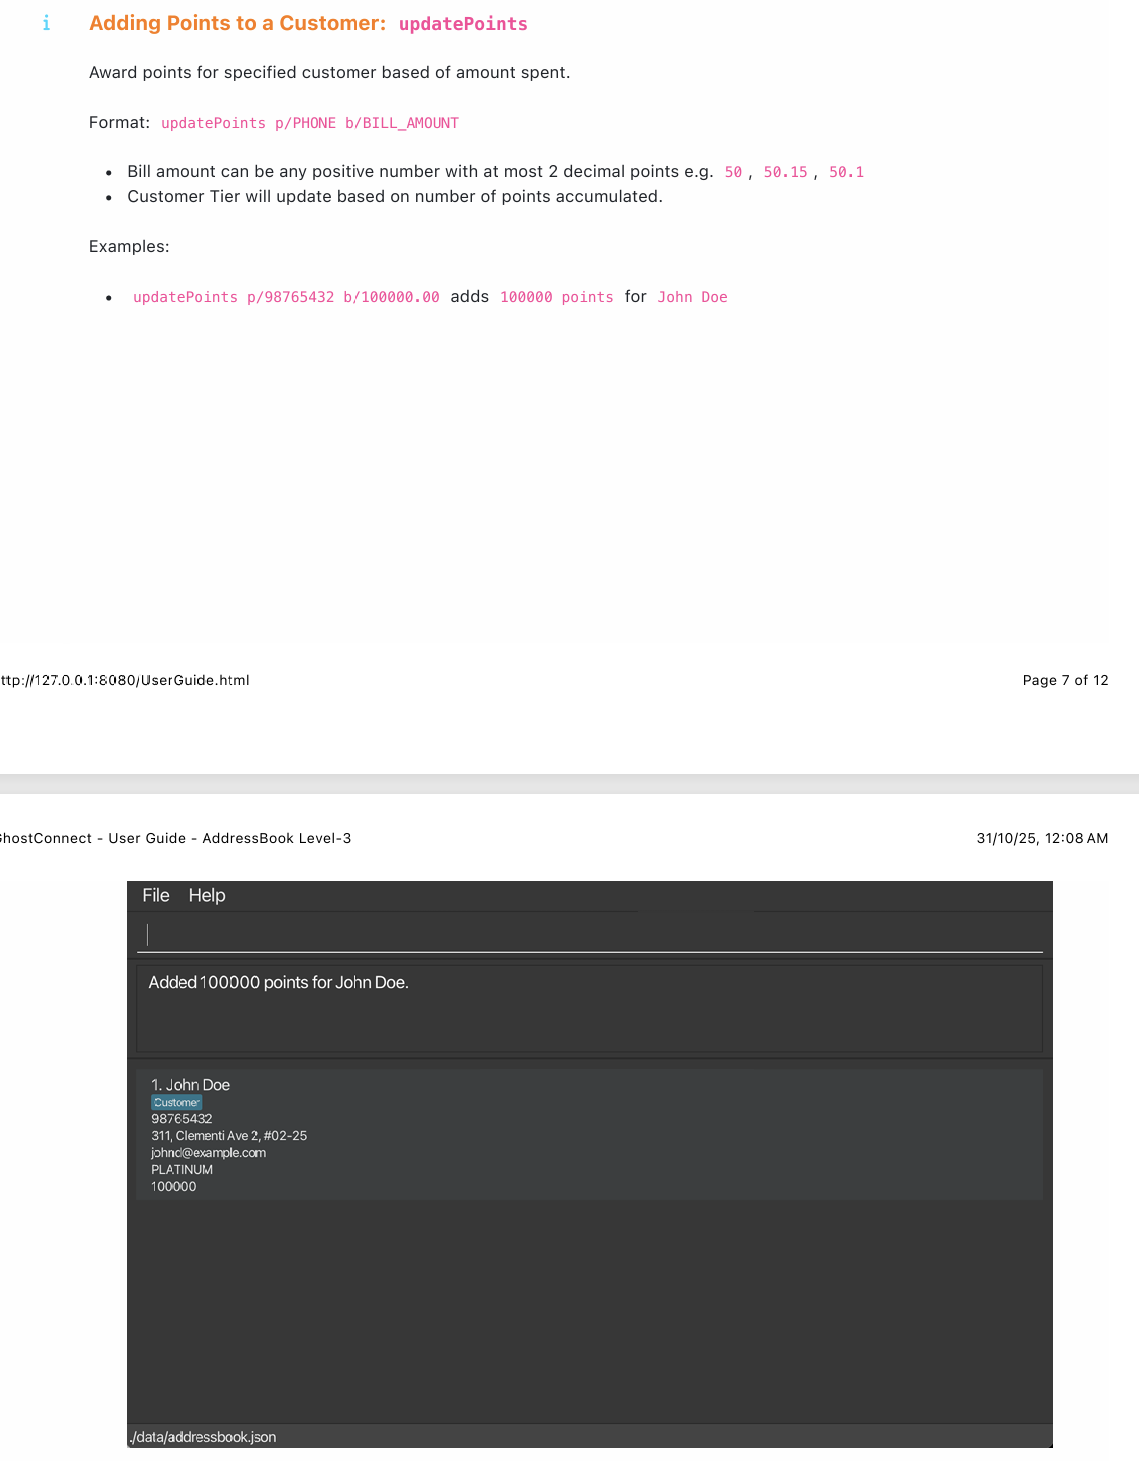 i Adding Points to a Customer: updatePoints
Award points for specified customer based of amount spent.
Format: updatePoints p/PHONE b/BILL_AMOUNT
• Bill amount can be any positive number with at most 2 decimal points e.g. 50 , 50.15 , 50.1
• Customer Tier will update based on number of points accumulated.
Examples:
• updatePoints p/98765432 b/100000.00 adds 100000 points for John Doe
ttp://127.0.0.1:8080/UserGuide.html Page 7 of 12
GhostConnect - User Guide - AddressBook Level-3 31/10/25, 12:08 AM
File Help
Added 100000 points for John Doe.
1. John Doe
Customer
98765432
311, Clementi Ave 2, #02-25
johnd@example.com
PLATINUM
100000
./data/addressbook.json